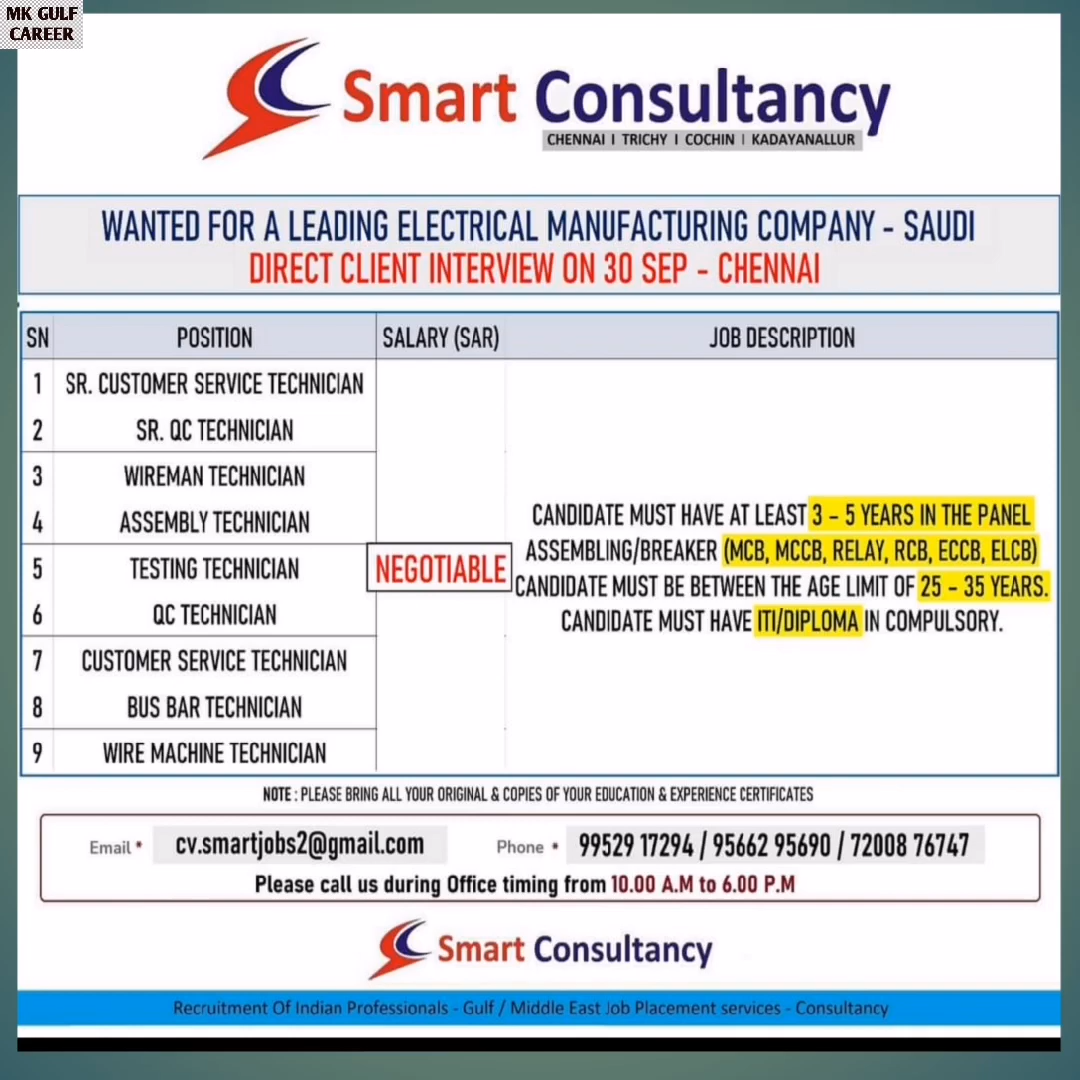 MK GULF
CAREER
Smart Consultancy
CHENNAI I TRICHY I COCHIN I KADAYANALLUR
WANTED FOR A LEADING ELECTRICAL MANUFACTURING COMPANY - SAUDI
DIRECT CLIENT INTERVIEW ON 30 SEP - CHENNAI
SN POSITION SALARY (SAR) JOB DESCRIPTION
1 SR. CUSTOMER SERVICE TECHNICIAN
2 SR. QC TECHNICIAN
3 WIREMAN TECHNICIAN
4 ASSEMBLY TECHNICIAN
5 TESTING TECHNICIAN
6 QC TECHNICIAN
7 CUSTOMER SERVICE TECHNICIAN
8 BUS BAR TECHNICIAN
9 WIRE MACHINE TECHNICIAN
NEGOTIABLE
CANDIDATE MUST HAVE AT LEAST 3 – 5 YEARS IN THE PANEL
ASSEMBLING/BREAKER (MCB, MCCB, RELAY, RCB, ECCB, ELCB)
CANDIDATE MUST BE BETWEEN THE AGE LIMIT OF 25 – 35 YEARS.
CANDIDATE MUST HAVE ITI/DIPLOMA IN COMPULSORY.
NOTE : PLEASE BRING ALL YOUR ORIGINAL & COPIES OF YOUR EDUCATION & EXPERIENCE CERTIFICATES
Email * cv.smartjobs2@gmail.com Phone * 99529 17294 / 95662 95690 / 72008 76747
Please call us during Office timing from 10.00 A.M to 6.00 P.M
Smart Consultancy
Recruitment Of Indian Professionals - Gulf / Middle East Job Placement services - Consultancy